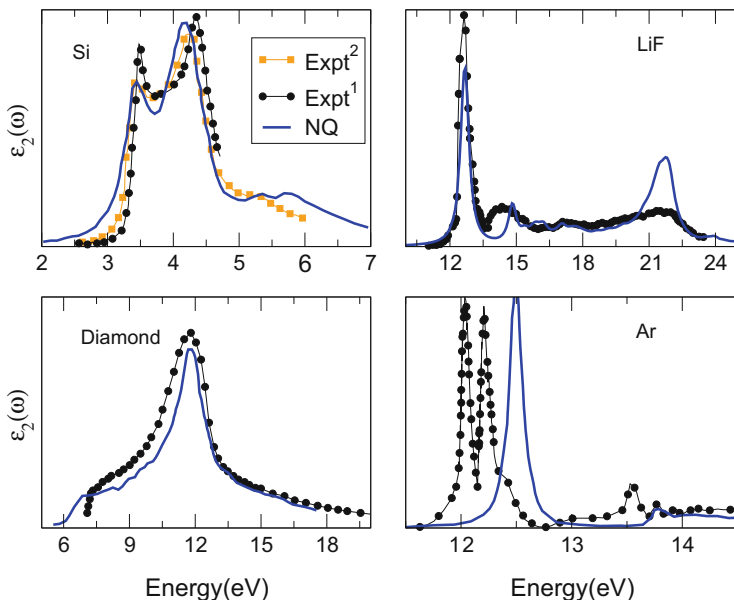 Si
Expt2
Expt1
NQ
ε2(ω)
2 3 4 5 6 7
LiF
12 15 18 21 24
Diamond
ε2(ω)
6 9 12 15 18
Energy(eV)
Ar
12 13 14
Energy(eV)